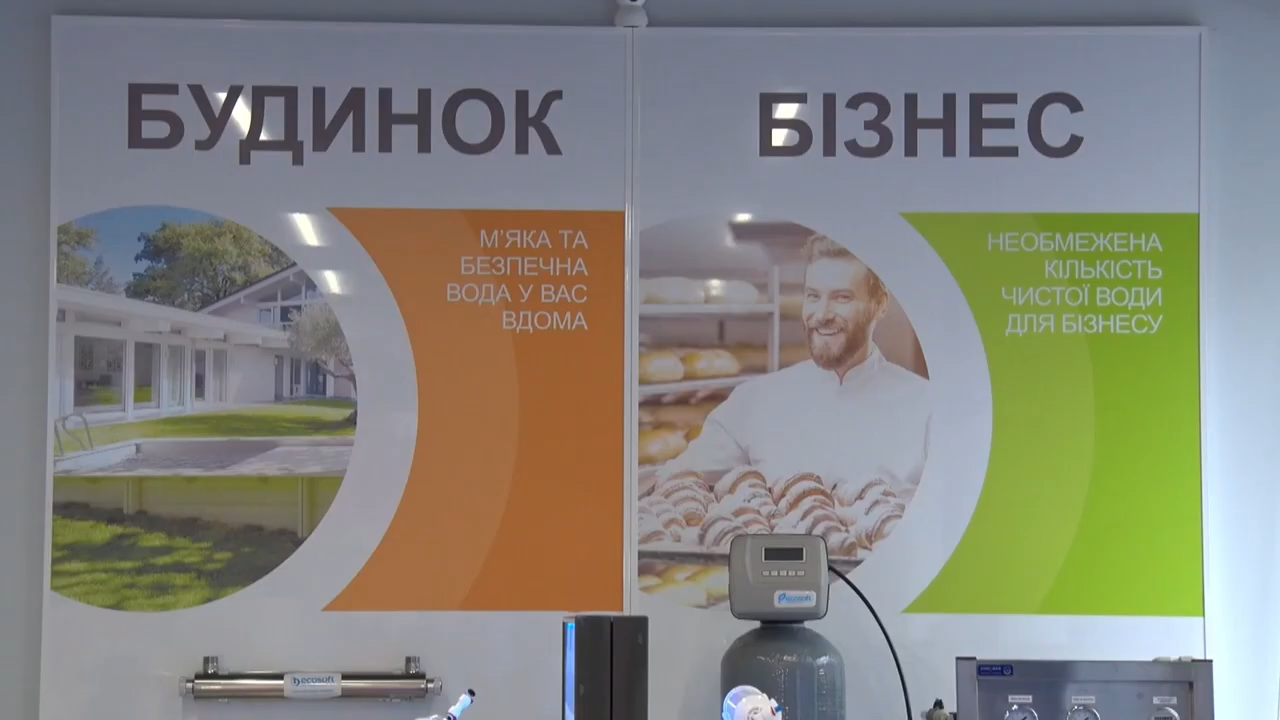 БУДИНОК
М'ЯКА ТА
БЕЗПЕЧНА
ВОДА У ВАС
ВДОМА
БІЗНЕС
НЕОБМЕЖЕНА
КІЛЬКІСТЬ
ЧИСТОЇ ВОДИ
ДЛЯ БІЗНЕСУ
ecosoft
ecosoft